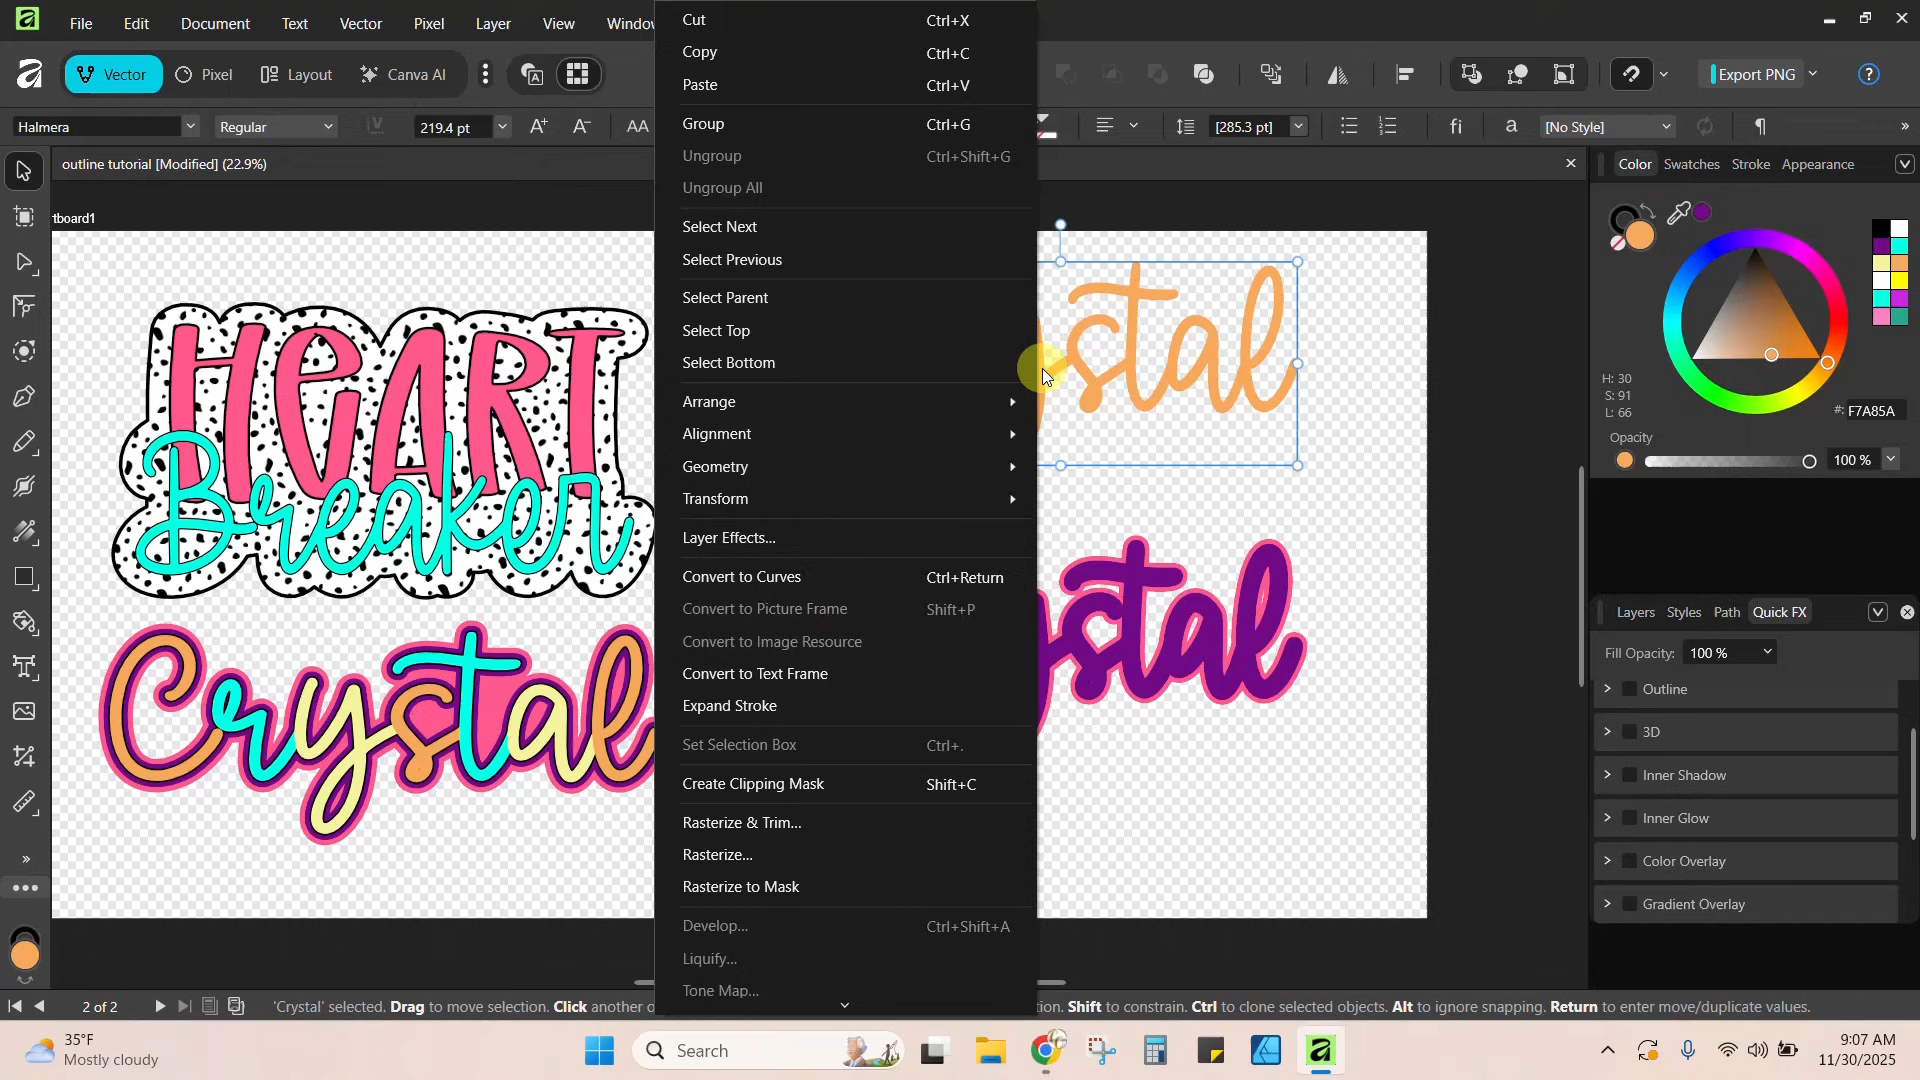 File Edit Document Text Vector Pixel Layer View Window
Vector Pixel Layout Canva AI Export PNG
Halmera Regular 219.4 pt [285.3 pt] [No Style]
outline tutorial [Modified] (22.9%)
Color Swatches Stroke Appearance
tboard1
HEART
Breaker
Crystal
stal
ystal
Cut Ctrl+X
Copy Ctrl+C
Paste Ctrl+V
Group Ctrl+G
Ungroup Ctrl+Shift+G
Ungroup All
Select Next
Select Previous
Select Parent
Select Top
Select Bottom
Arrange
Alignment
Geometry
Transform
Layer Effects...
Convert to Curves Ctrl+Return
Convert to Picture Frame Shift+P
Convert to Image Resource
Convert to Text Frame
Expand Stroke
Set Selection Box Ctrl+.
Create Clipping Mask Shift+C
Rasterize & Trim...
Rasterize...
Rasterize to Mask
Develop... Ctrl+Shift+A
Liquify...
Tone Map...
H: 30
S: 91
L: 66
#: F7A85A
Opacity
100 %
Layers Styles Path Quick FX
Fill Opacity: 100 %
Outline
3D
Inner Shadow
Inner Glow
Color Overlay
Gradient Overlay
2 of 2 'Crystal' selected. Drag to move selection. Click another o tion. Shift to constrain. Ctrl to clone selected objects. Alt to ignore snapping. Return to enter move/duplicate values.
35°F
Mostly cloudy
Search
9:07 AM
11/30/2025